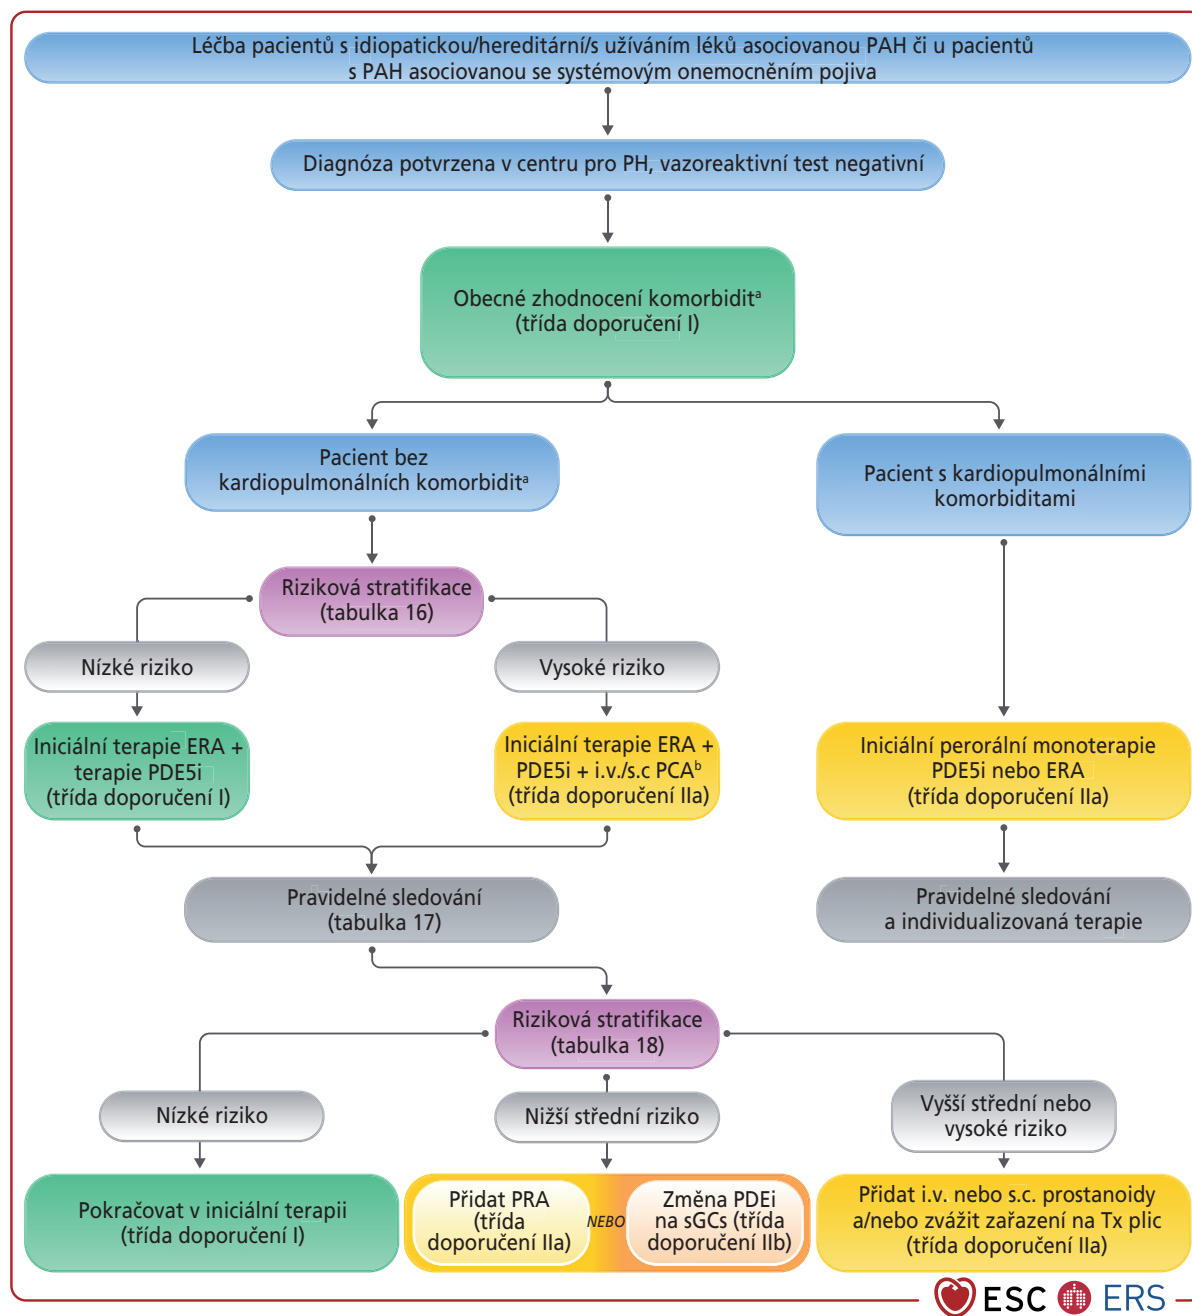 Léčba pacientů s idiopatickou/hereditární/s užíváním léků asociovanou PAH či u pacientů
s PAH asociovanou se systémovým onemocněním pojiva
Diagnóza potvrzena v centru pro PH, vazoreaktivní test negativní
Obecné zhodnocení komorbiditᵃ
(třída doporučení I)
Pacient bez
kardiopulmonálních komorbiditᵃ
Pacient s kardiopulmonálními
komorbiditami
Riziková stratifikace
(tabulka 16)
Nízké riziko
Vysoké riziko
Iniciální terapie ERA +
terapie PDE5i
(třída doporučení I)
Iniciální terapie ERA +
PDE5i + i.v./s.c PCAᵇ
(třída doporučení IIa)
Iniciální perorální monoterapie
PDE5i nebo ERA
(třída doporučení IIa)
Pravidelné sledování
(tabulka 17)
Pravidelné sledování
a individualizovaná terapie
Riziková stratifikace
(tabulka 18)
Nízké riziko
Nižší střední riziko
Vyšší střední nebo
vysoké riziko
Pokračovat v iniciální terapii
(třída doporučení I)
Přidat PRA
(třída
doporučení IIa)
NEBO
Změna PDEi
na sGCs (třída
doporučení IIb)
Přidat i.v. nebo s.c. prostanoidy
a/nebo zvážit zařazení na Tx plic
(třída doporučení IIa)
ESC ERS